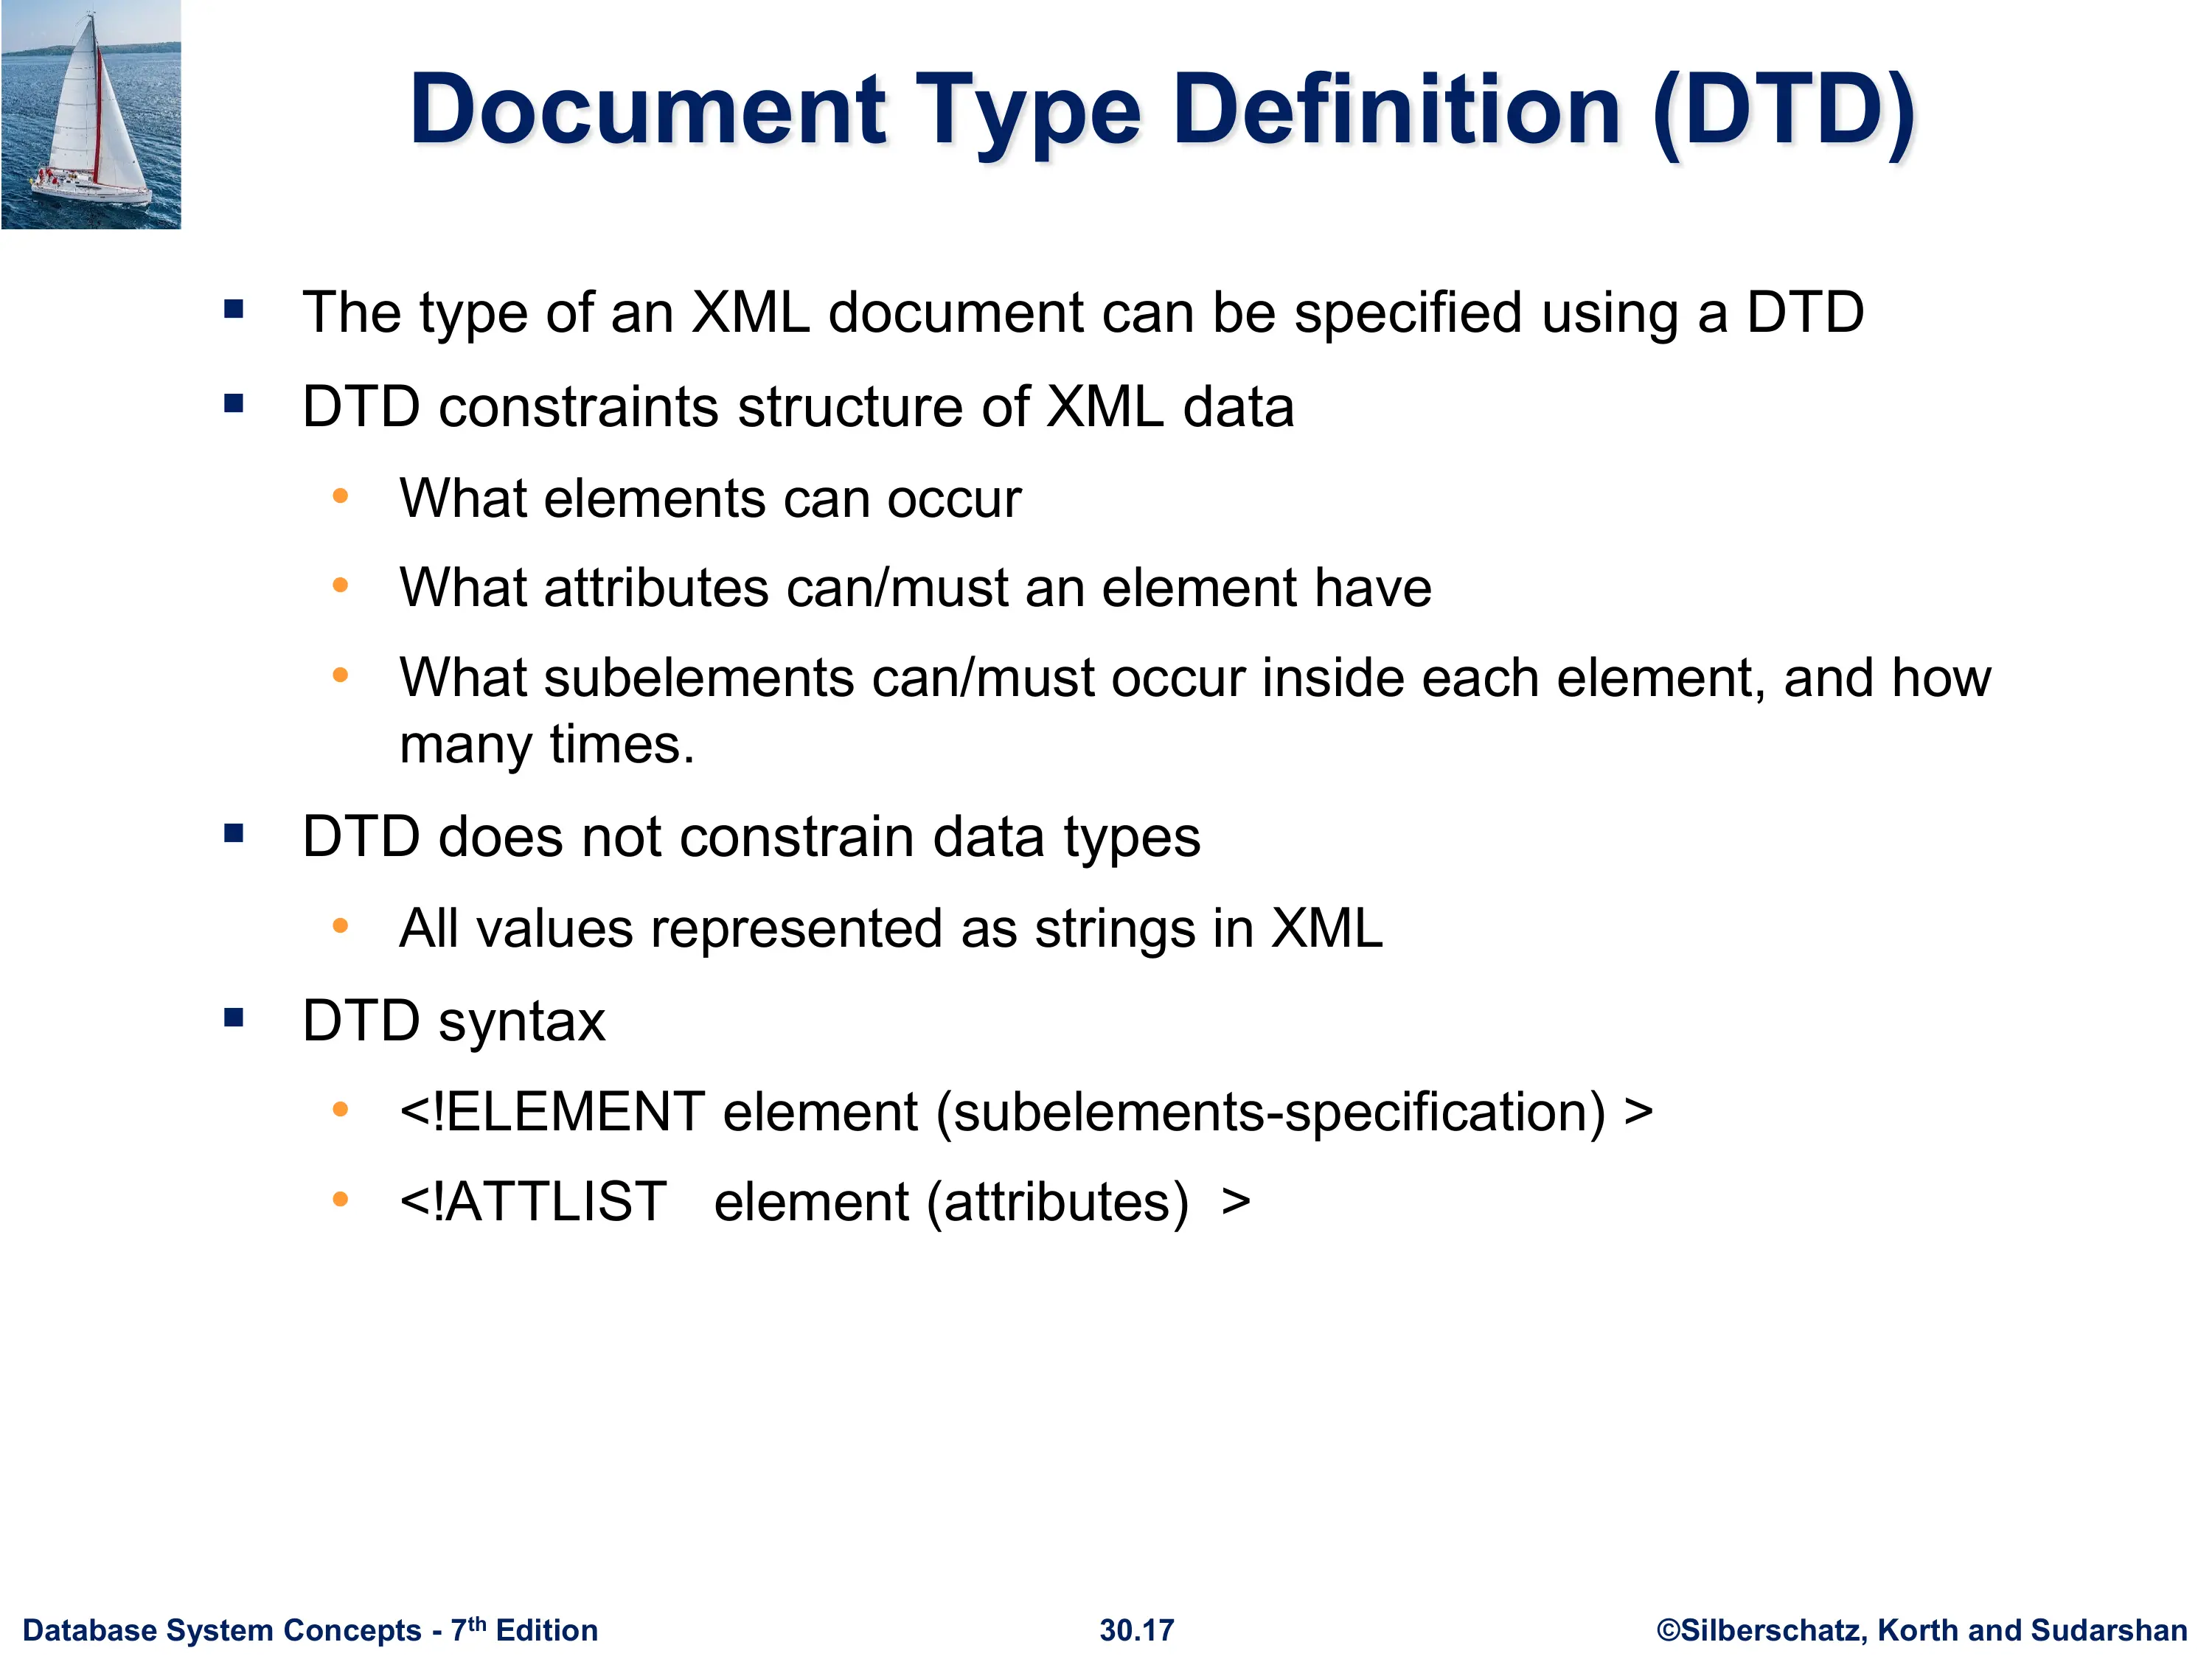 Document Type Definition (DTD)
▪ The type of an XML document can be specified using a DTD
▪ DTD constraints structure of XML data
• What elements can occur
• What attributes can/must an element have
• What subelements can/must occur inside each element, and how
many times.
▪ DTD does not constrain data types
• All values represented as strings in XML
▪ DTD syntax
• <!ELEMENT element (subelements-specification) >
• <!ATTLIST   element (attributes)  >
Database System Concepts - 7th Edition
30.17
©Silberschatz, Korth and Sudarshan